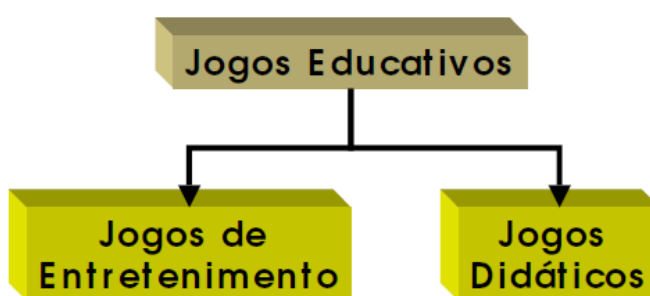 Jogos Educativos
Jogos de
Entretenimento
Jogos
Didáticos